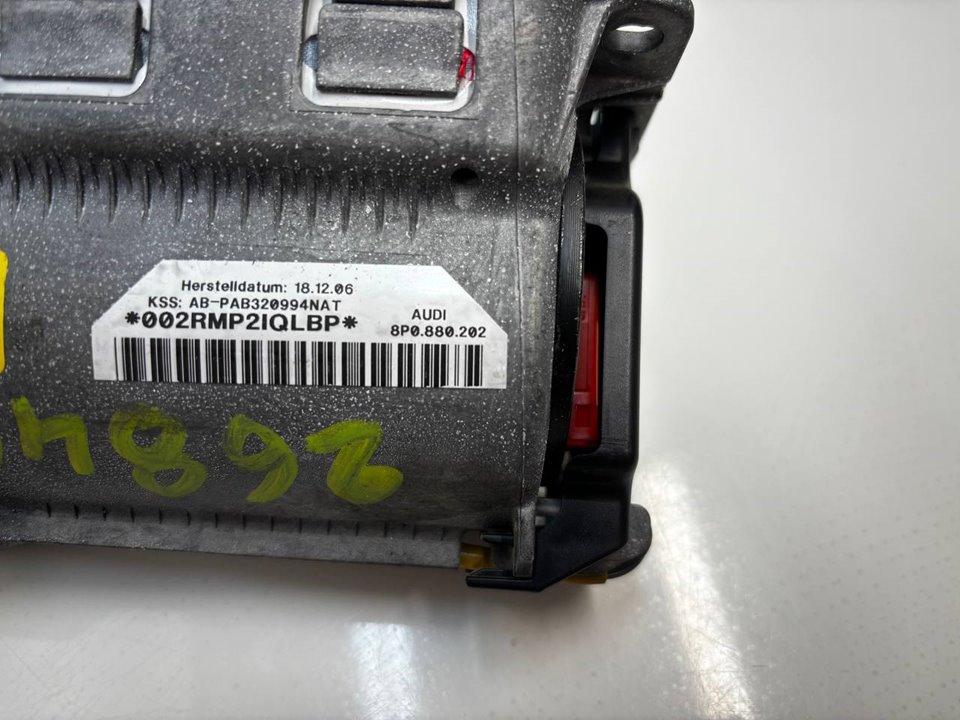 Herstelldatum: 18.12.06
KSS: AB-PAB320994NAT
*002RMP2IQLBP*
AUDI
8P0.880.202